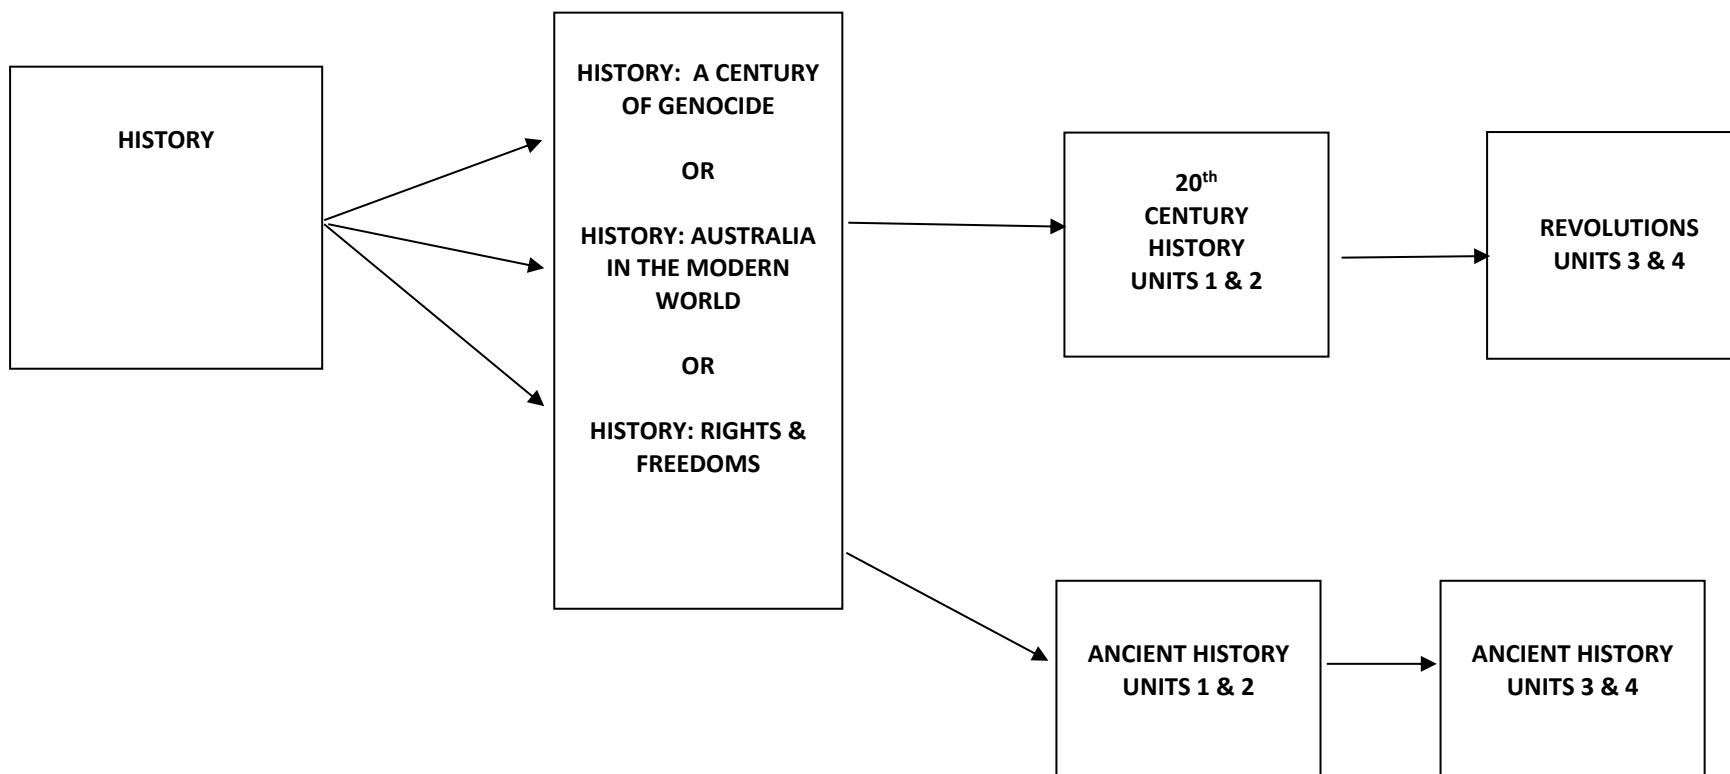 HISTORY
HISTORY:  A CENTURY
OF GENOCIDE
OR
HISTORY: AUSTRALIA
IN THE MODERN
WORLD
OR
HISTORY: RIGHTS &
FREEDOMS
20th
CENTURY
HISTORY
UNITS 1 & 2
REVOLUTIONS
UNITS 3 & 4
ANCIENT HISTORY
UNITS 1 & 2
ANCIENT HISTORY
UNITS 3 & 4